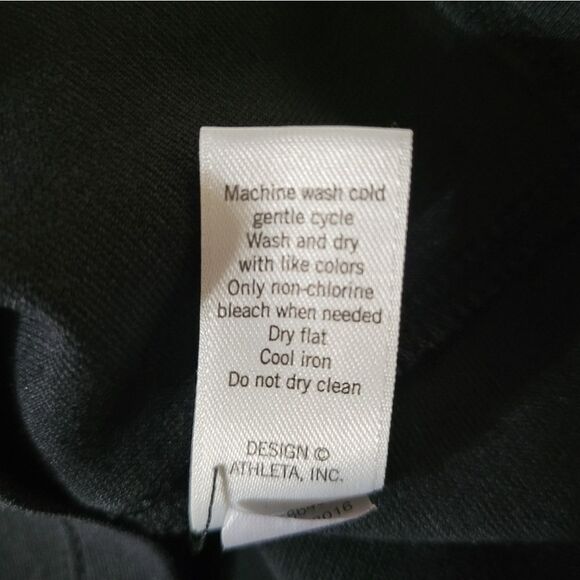 Machine wash cold
gentle cycle
Wash and dry
with like colors
Only non-chlorine
bleach when needed
Dry flat
Cool iron
Do not dry clean
DESIGN ©
ATHLETA, INC.